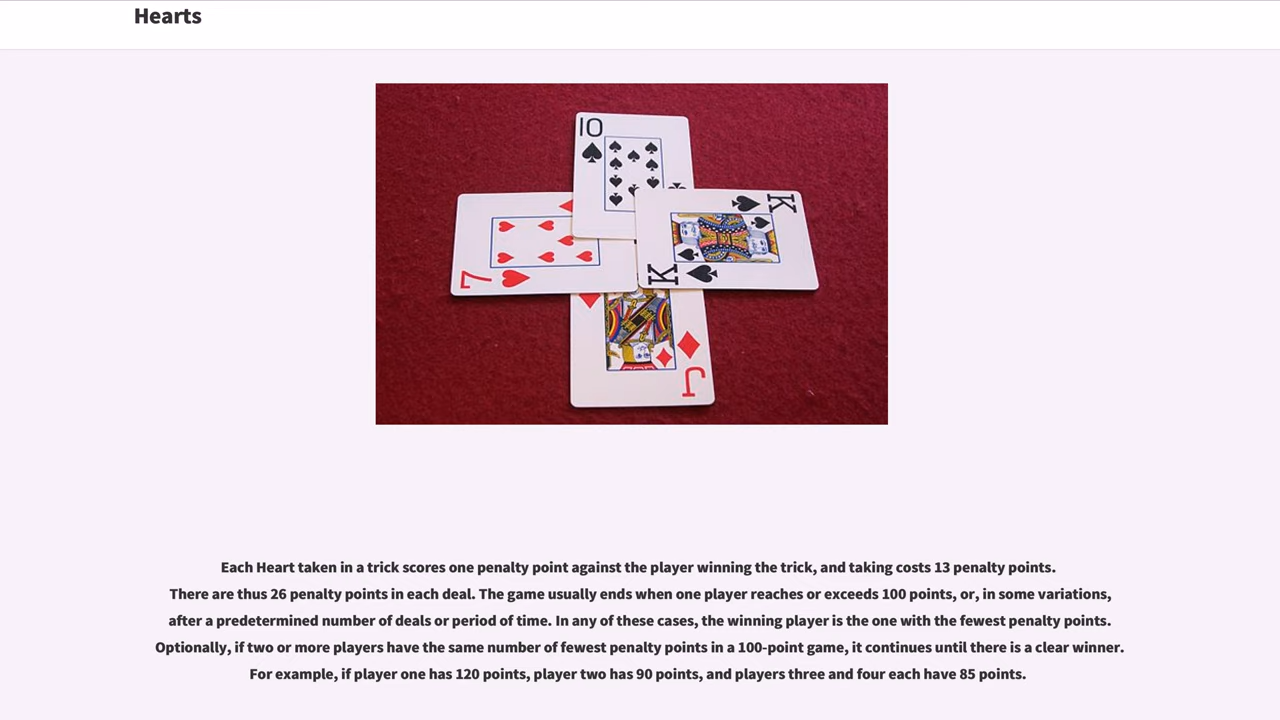 Hearts
10
K
7
K
J
Each Heart taken in a trick scores one penalty point against the player winning the trick, and taking costs 13 penalty points.
There are thus 26 penalty points in each deal. The game usually ends when one player reaches or exceeds 100 points, or, in some variations,
after a predetermined number of deals or period of time. In any of these cases, the winning player is the one with the fewest penalty points.
Optionally, if two or more players have the same number of fewest penalty points in a 100-point game, it continues until there is a clear winner.
For example, if player one has 120 points, player two has 90 points, and players three and four each have 85 points.